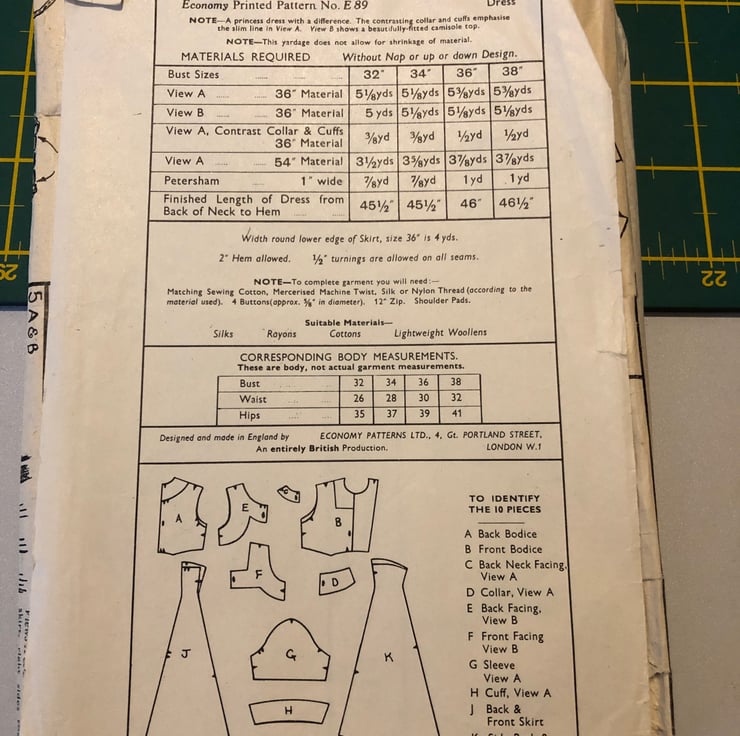 Economy Printed Pattern No. E 89 Dress
NOTE—A princess dress with a difference. The contrasting collar and cuffs emphasise
the slim line in View A. View B shows a beautifully-fitted camisole top.
NOTE—This yardage does not allow for shrinkage of material.
MATERIALS REQUIRED Without Nap or up or down Design.
Bust Sizes ...... ...... ...... 32″ 34″ 36″ 38″
View A ...... 36″ Material 5⅛yds 5⅛yds 5⅜yds 5⅜yds
View B ...... 36″ Material 5 yds 5⅛yds 5⅛yds 5⅛yds
View A, Contrast Collar & Cuffs
36″ Material ⅜yd ⅜yd ½yd ½yd
View A ...... 54″ Material 3½yds 3⅝yds 3⅞yds 3⅞yds
Petersham ...... 1″ wide ⅞yd ⅞yd 1 yd 1 yd
Finished Length of Dress from
Back of Neck to Hem ...... ...... 45½″ 45½″ 46″ 46½″
Width round lower edge of Skirt, size 36″ is 4 yds.
2″ Hem allowed. ½″ turnings are allowed on all seams.
NOTE—To complete garment you will need:—
Matching Sewing Cotton, Mercerised Machine Twist, Silk or Nylon Thread (according to the
material used). 4 Buttons (approx. ⅝″ in diameter). 12″ Zip. Shoulder Pads.
Suitable Materials—
Silks Rayons Cottons Lightweight Woollens
CORRESPONDING BODY MEASUREMENTS.
These are body, not actual garment measurements.
Bust ...... ...... 32 34 36 38
Waist ...... ...... 26 28 30 32
Hips ...... ...... 35 37 39 41
Designed and made in England by ECONOMY PATTERNS LTD., 4, Gt. PORTLAND STREET,
An entirely British Production. LONDON W.1
A
E
C
B
F
D
J
G
K
H
TO IDENTIFY
THE 10 PIECES
A Back Bodice
B Front Bodice
C Back Neck Facing,
View A
D Collar, View A
E Back Facing,
View B
F Front Facing
View B
G Sleeve
View A
H Cuff, View A
J Back &
Front Skirt
5 A & B
29
22